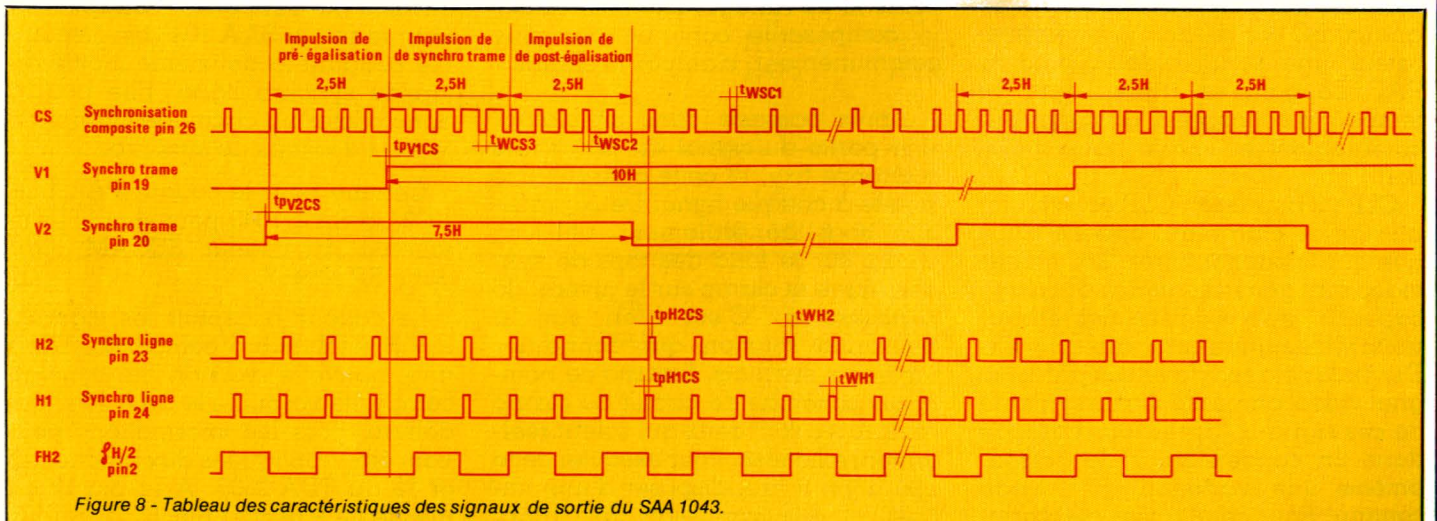 Impulsion de
pré-égalisation
Impulsion de
de synchro trame
Impulsion de
de post-égalisation
2,5H
2,5H
2,5H
2,5H
2,5H
2,5H
CS
Synchronisation
composite pin 26
tWSC1
tpV1CS
tWCS3
tWSC2
V1
Synchro trame
pin 19
10H
tpV2CS
V2
Synchro trame
pin 20
7,5H
tpH2CS
tWH2
H2
Synchro ligne
pin 23
tpH1CS
tWH1
H1
Synchro ligne
pin 24
FH2
fH/2
pin2
Figure 8 - Tableau des caractéristiques des signaux de sortie du SAA 1043.